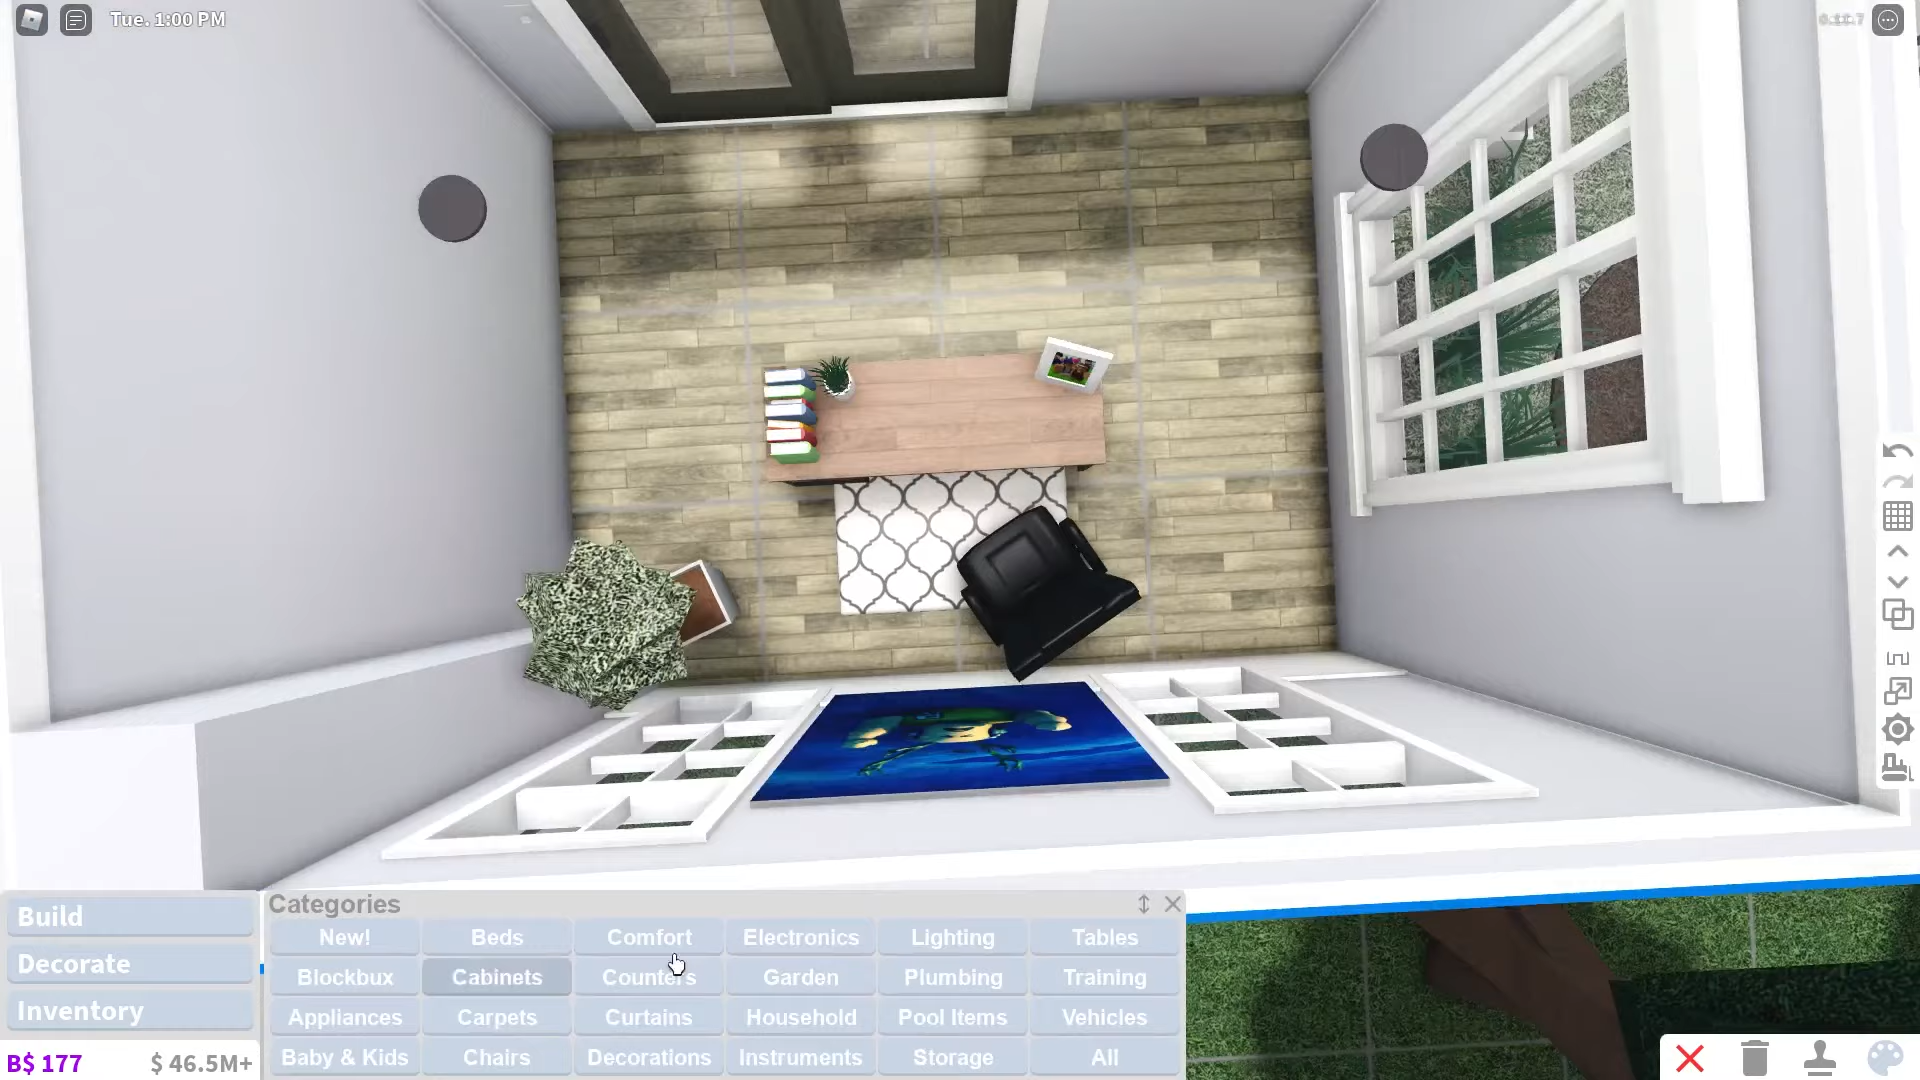 Tue. 1:00 PM
Build
Decorate
Inventory
B$ 177
$ 46.5M+
Categories
New! Beds Comfort Electronics Lighting Tables
Blockbux Cabinets Counters Garden Plumbing Training
Appliances Carpets Curtains Household Pool Items Vehicles
Baby & Kids Chairs Decorations Instruments Storage All